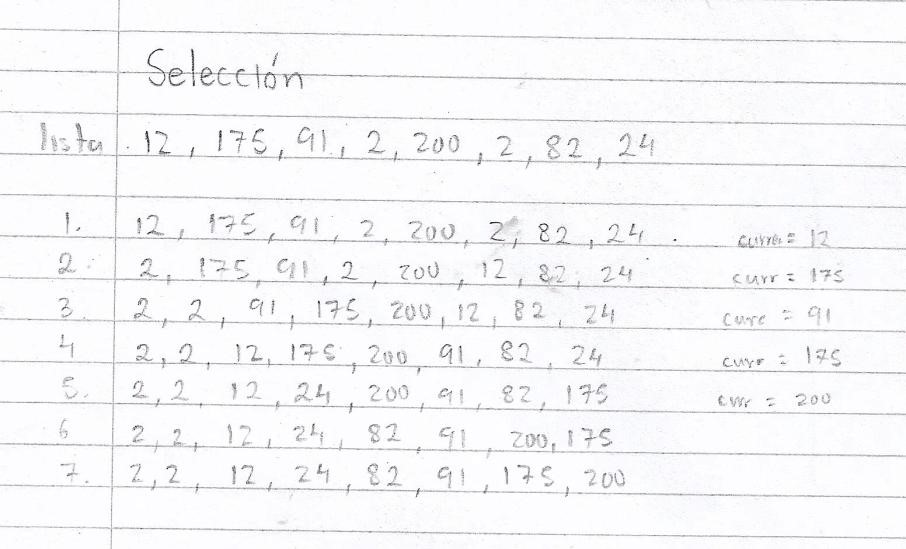 Selección
lista 12, 175, 91, 2, 200, 2, 82, 24
1. 12, 175, 91, 2, 200, 2, 82, 24. curr = 12
2. 2, 175, 91, 2, 200, 12, 82, 24 curr = 175
3. 2, 2, 91, 175, 200, 12, 82, 24 curr = 91
4 2, 2, 12, 175, 200, 91, 82, 24 curr = 175
5. 2, 2, 12, 24, 200, 91, 82, 175 curr = 200
6 2, 2, 12, 24, 82, 91, 200, 175
7. 2, 2, 12, 24, 82, 91, 175, 200